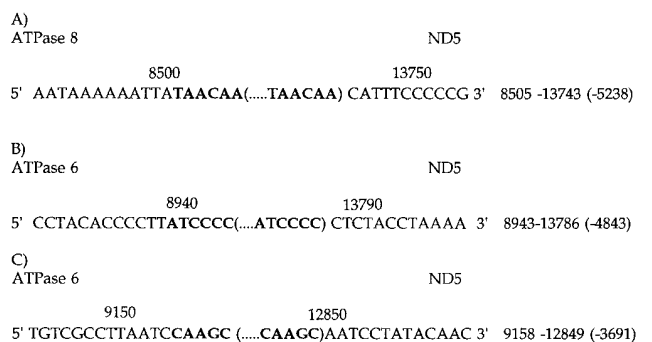 A)
ATPase 8 ND5
8500 13750
5' AATAAAAAATTATAACAA(.....TAACAA) CATTTCCCCCG 3' 8505 -13743 (-5238)
B)
ATPase 6 ND5
8940 13790
5' CCTACACCCCTTATCCCC(....ATCCCC) CTCTACCTAAAA 3' 8943-13786 (-4843)
C)
ATPase 6 ND5
9150 12850
5' TGTCGCCTTAATCCAAGC (.....CAAGC)AATCCTATACAAC 3' 9158 -12849 (-3691)